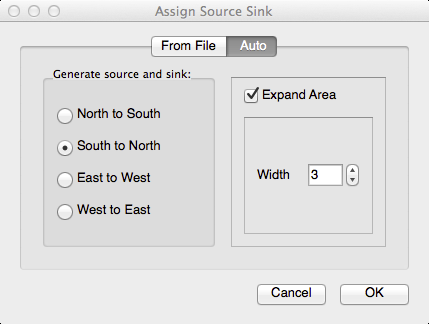 Assign Source Sink
From File
Auto
Generate source and sink:
North to South
South to North
East to West
West to East
Expand Area
Width 3
Cancel
OK